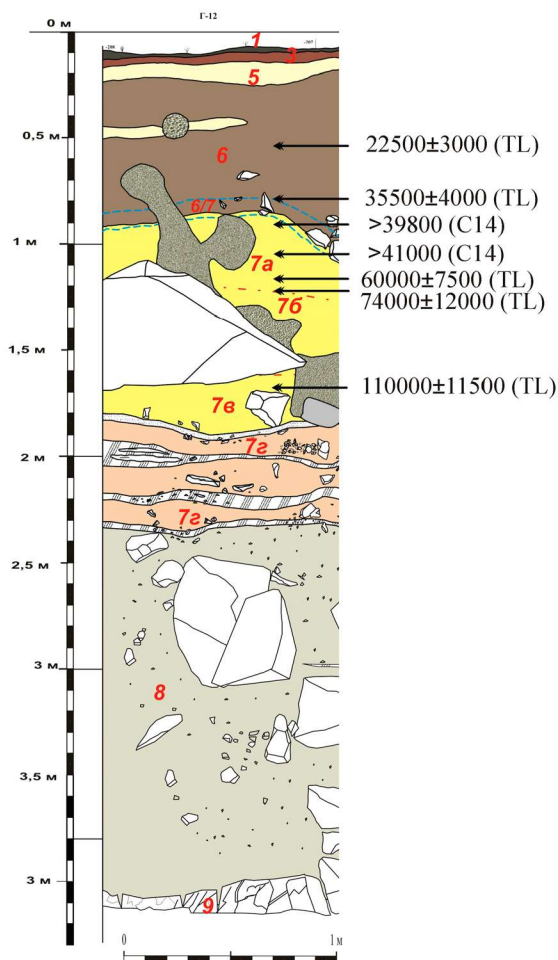 Г-12
0 м
1
3
5
0,5 м
22500±3000 (TL)
6
35500±4000 (TL)
6/7
>39800 (C14)
1 м
>41000 (C14)
7а
60000±7500 (TL)
74000±12000 (TL)
7б
1,5 м
110000±11500 (TL)
7в
7г
2 м
7г
2,5 м
3 м
8
3,5 м
3 м
9
0
1 м